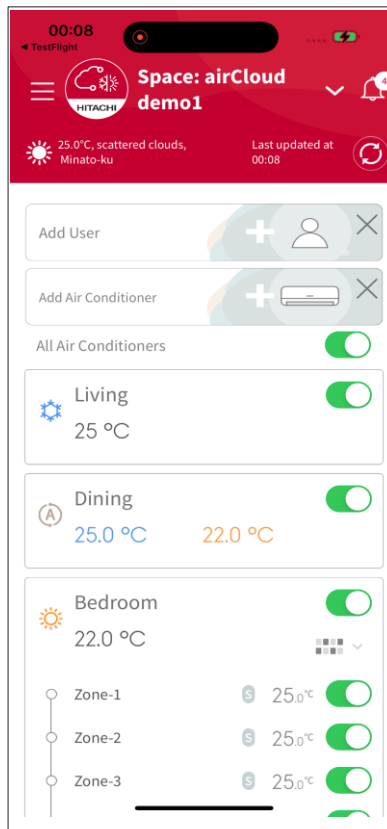 00:08
◀ TestFlight
HITACHI
Space: airCloud
demo1
4
25.0°C, scattered clouds,
Minato-ku
Last updated at
00:08
Add User
Add Air Conditioner
All Air Conditioners
Living
25 °C
A
Dining
25.0 °C 22.0 °C
Bedroom
22.0 °C
Zone-1 S 25.0℃
Zone-2 S 25.0℃
Zone-3 S 25.0℃